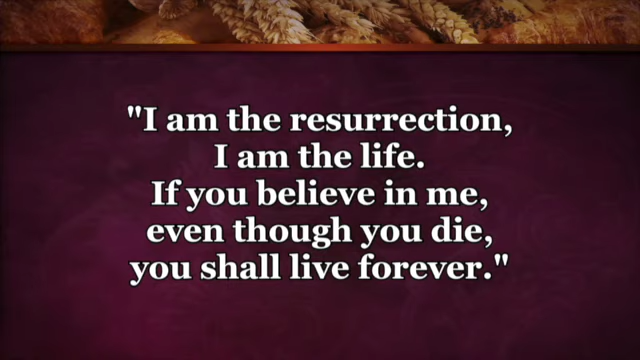 "I am the resurrection,
I am the life.
If you believe in me,
even though you die,
you shall live forever."